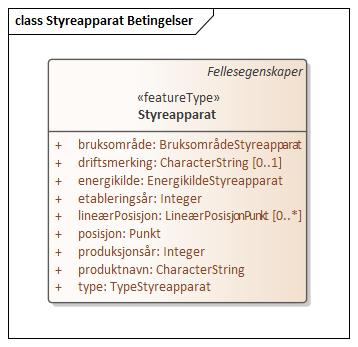 class Styreapparat Betingelser
Fellesegenskaper
«featureType»
Styreapparat
+ bruksområde: BruksområdeStyreapparat
+ driftsmerking: CharacterString [0..1]
+ energikilde: EnergikildeStyreapparat
+ etableringsår: Integer
+ lineærPosisjon: LineærPosisjonPunkt [0..*]
+ posisjon: Punkt
+ produksjonsår: Integer
+ produktnavn: CharacterString
+ type: TypeStyreapparat